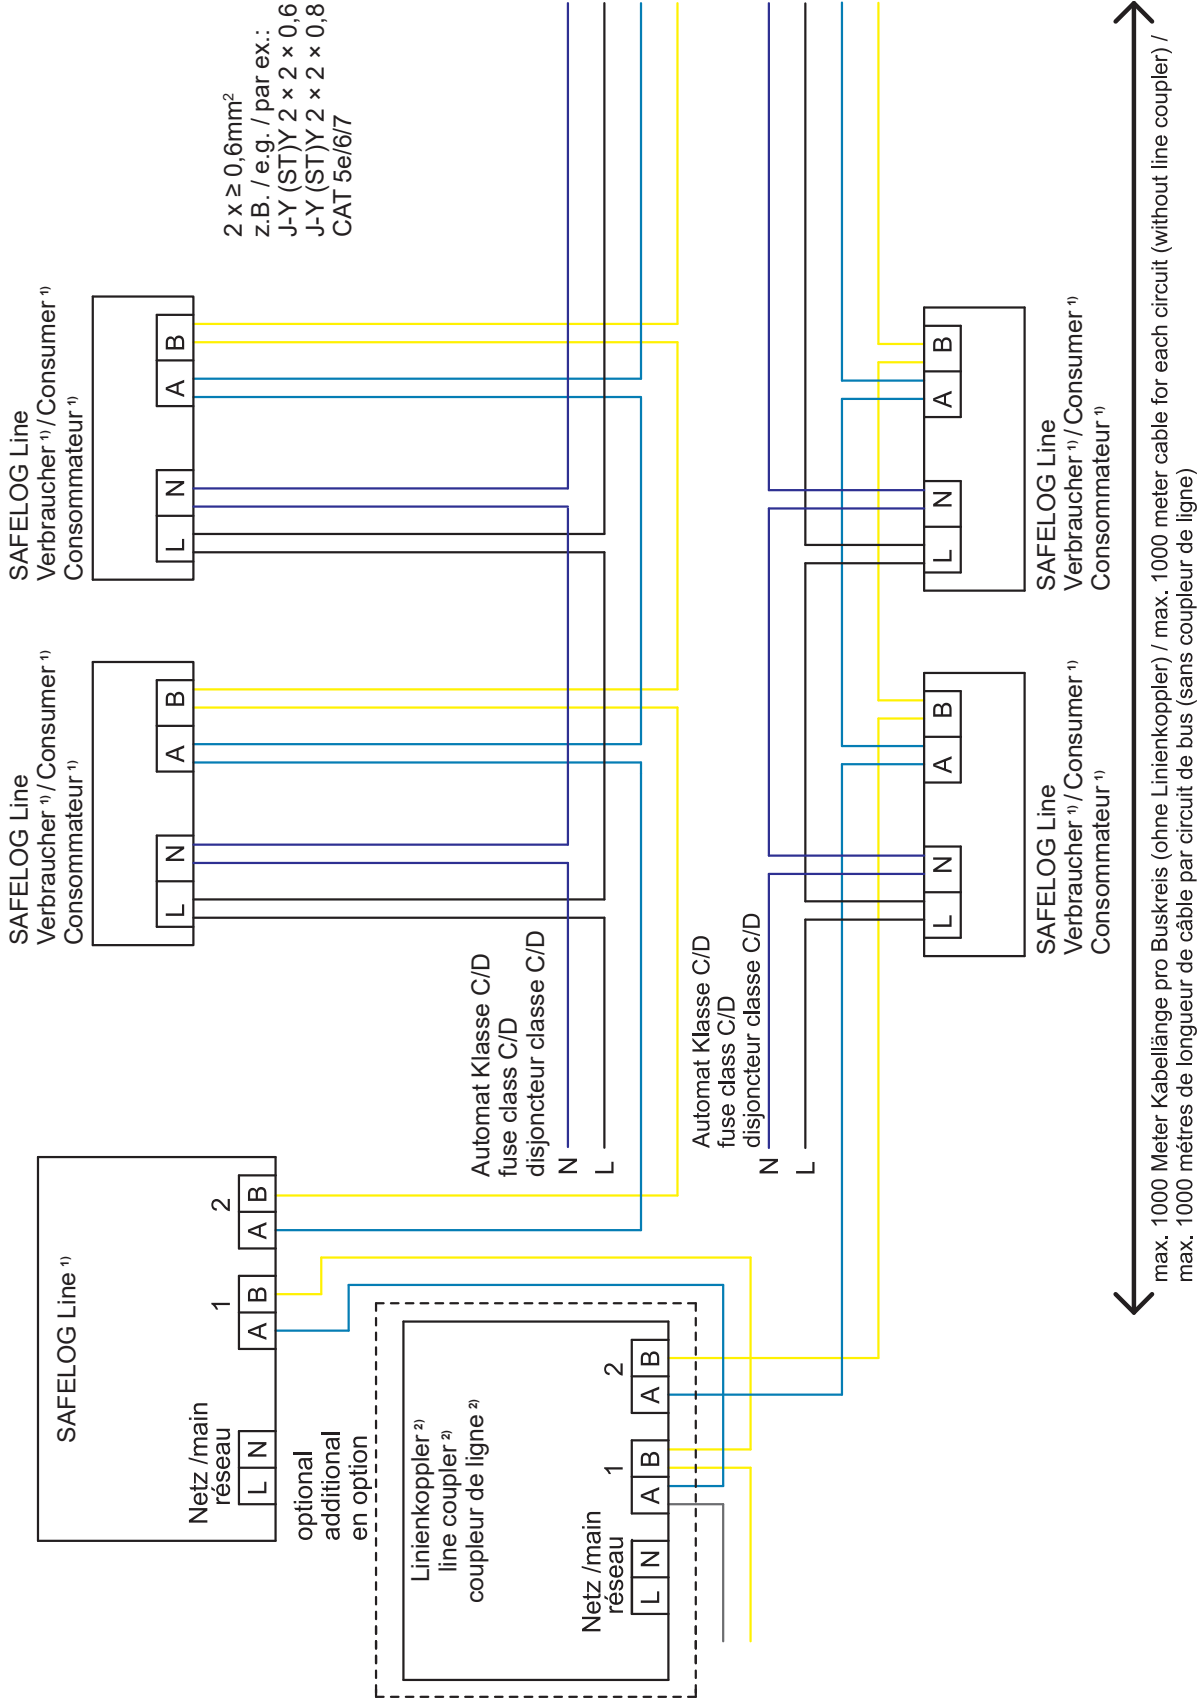 SAFELOG Line ¹⁾
Netz /main
réseau
L N
1
A B
2
A B
SAFELOG Line
Verbraucher ¹⁾ / Consumer ¹⁾
Consommateur ¹⁾
L N
A B
SAFELOG Line
Verbraucher ¹⁾ / Consumer ¹⁾
Consommateur ¹⁾
L N
A B
2 x ≥ 0,6mm²
z.B. / e.g. / par ex.:
J-Y (ST)Y 2 × 2 × 0,6
J-Y (ST)Y 2 × 2 × 0,8
CAT 5e/6/7
optional
additional
en option
Linienkoppler ²⁾
line coupler ²⁾
coupleur de ligne ²⁾
Netz /main
réseau
L N
1
A B
2
A B
Automat Klasse C/D
fuse class C/D
disjoncteur classe C/D
N
L
Automat Klasse C/D
fuse class C/D
disjoncteur classe C/D
N
L
L N
A B
SAFELOG Line
Verbraucher ¹⁾ / Consumer ¹⁾
Consommateur ¹⁾
L N
A B
SAFELOG Line
Verbraucher ¹⁾ / Consumer ¹⁾
Consommateur ¹⁾
max. 1000 Meter Kabellänge pro Buskreis (ohne Linienkoppler) / max. 1000 meter cable for each circuit (without line coupler) /
max. 1000 métres de longueur de câble par circuit de bus (sans coupleur de ligne)